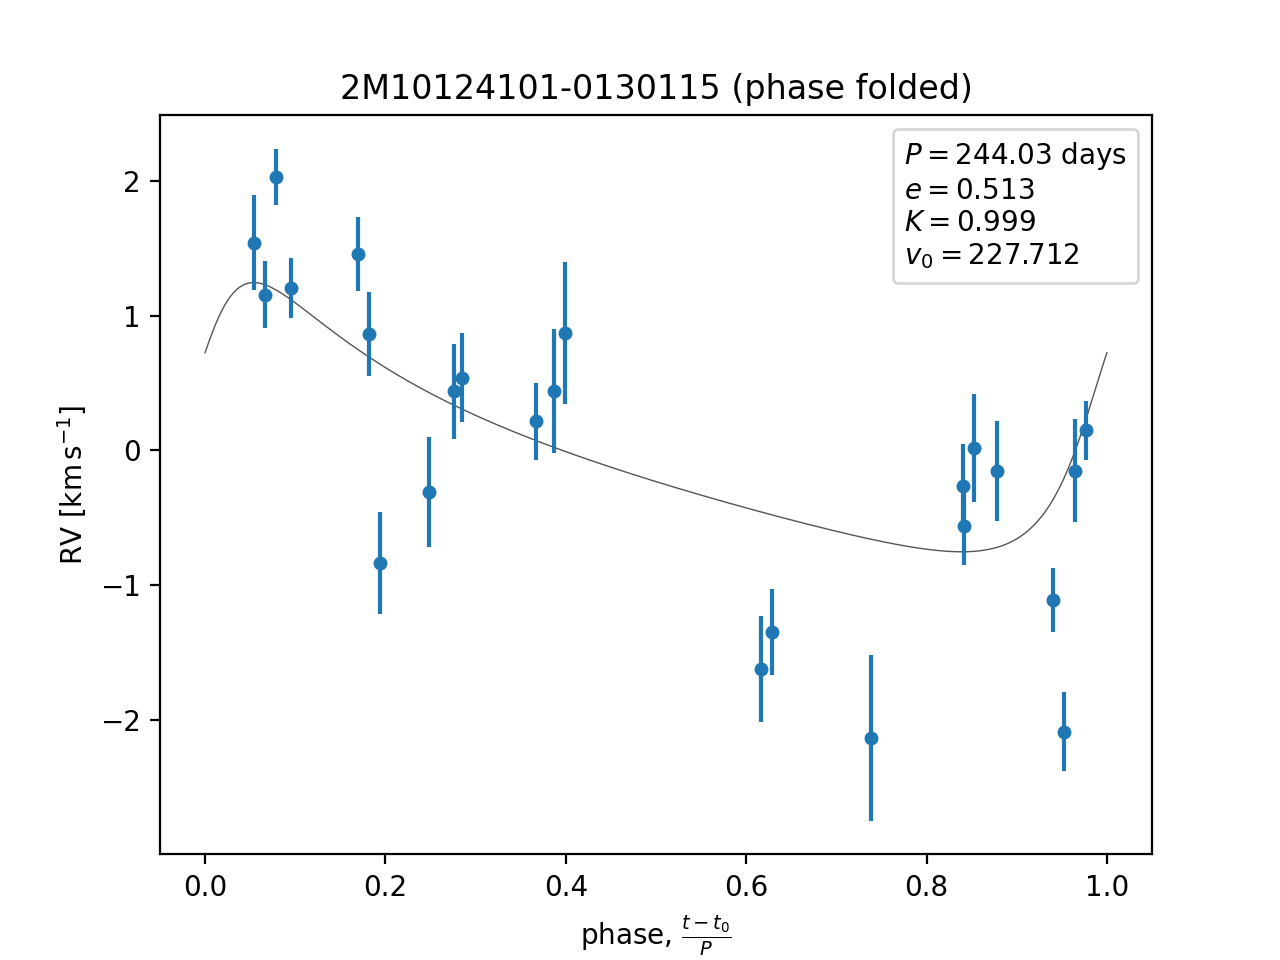 2M10124101-0130115 (phase folded)
P = 244.03 days
e = 0.513
K = 0.999
v₀ = 227.712
RV [km s⁻¹]
2
1
0
−1
−2
0.0 0.2 0.4 0.6 0.8 1.0
phase, (t − t₀)/P